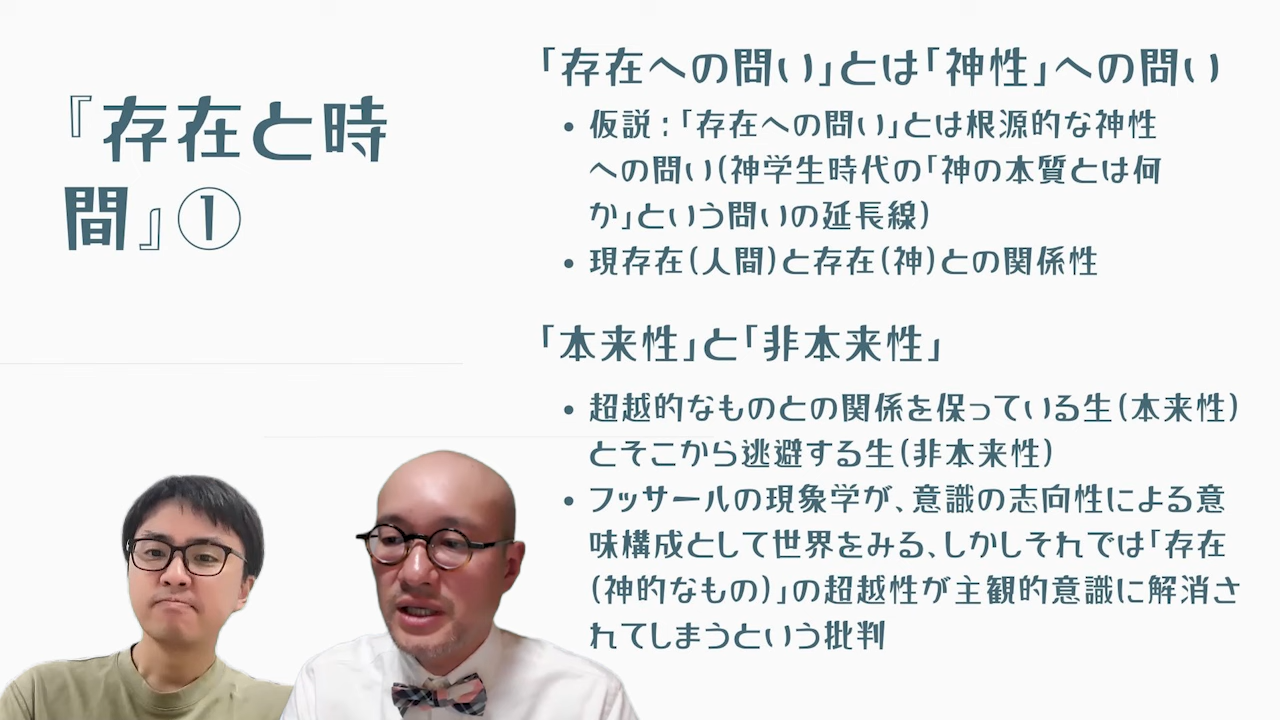 『存在と時
間』①
「存在への問い」とは「神性」への問い
• 仮説：「存在への問い」とは根源的な神性
への問い（神学生時代の「神の本質とは何
か」という問いの延長線）
• 現存在（人間）と存在（神）との関係性
「本来性」と「非本来性」
• 超越的なものとの関係を保っている生（本来性）
とそこから逃避する生（非本来性）
• フッサールの現象学が、意識の志向性による意
味構成として世界をみる、しかしそれでは「存在
（神的なもの）」の超越性が主観的意識に解消さ
れてしまうという批判